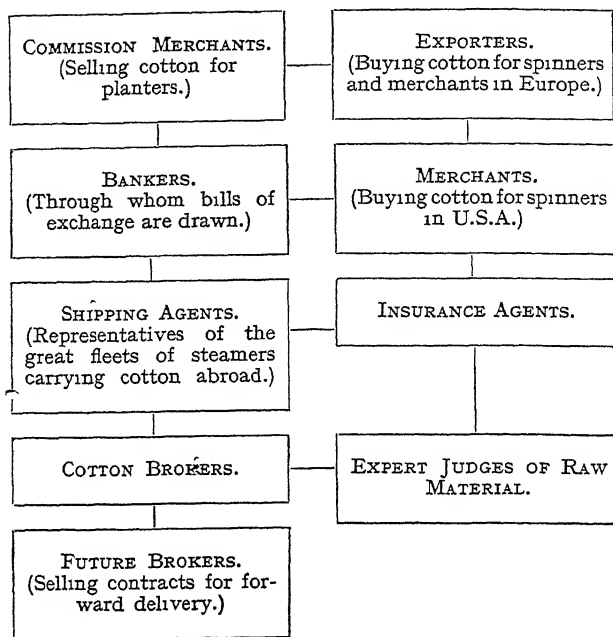 COMMISSION MERCHANTS.
(Selling cotton for
planters.)
EXPORTERS.
(Buying cotton for spinners
and merchants in Europe.)
BANKERS.
(Through whom bills of
exchange are drawn.)
MERCHANTS.
(Buying cotton for spinners
in U.S.A.)
SHIPPING AGENTS.
(Representatives of the
great fleets of steamers
carrying cotton abroad.)
INSURANCE AGENTS.
COTTON BROKERS.
EXPERT JUDGES OF RAW
MATERIAL.
FUTURE BROKERS.
(Selling contracts for for-
ward delivery.)